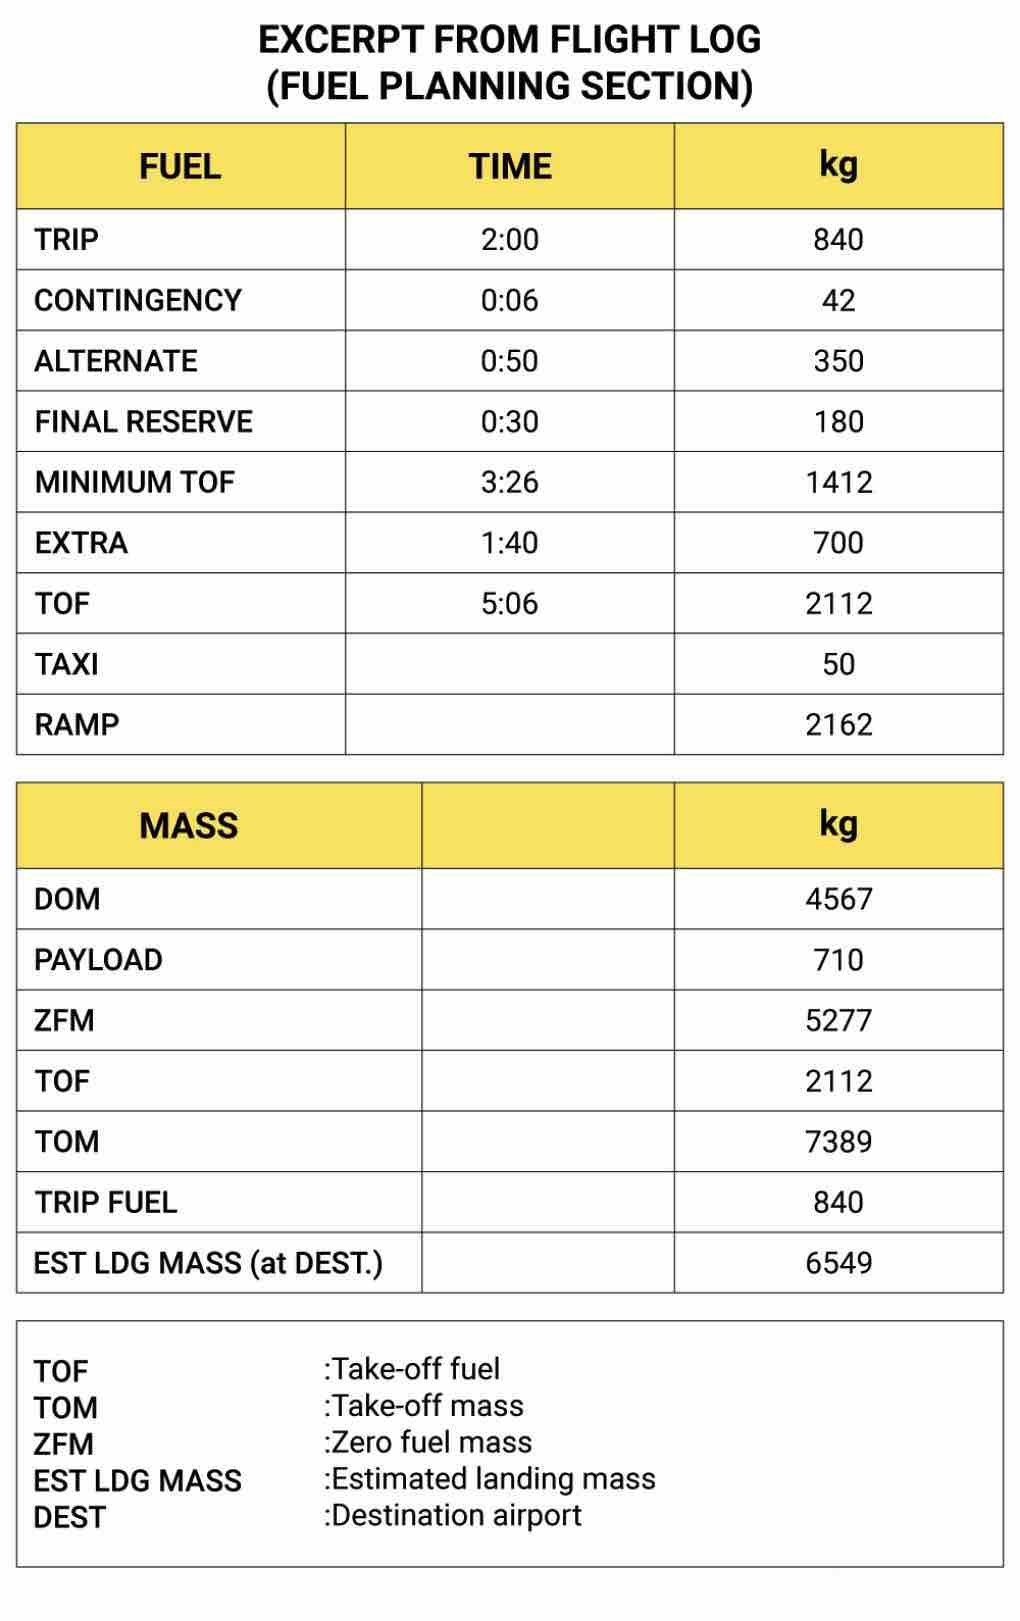 EXCERPT FROM FLIGHT LOG
(FUEL PLANNING SECTION)
FUEL TIME kg
TRIP 2:00 840
CONTINGENCY 0:06 42
ALTERNATE 0:50 350
FINAL RESERVE 0:30 180
MINIMUM TOF 3:26 1412
EXTRA 1:40 700
TOF 5:06 2112
TAXI 50
RAMP 2162
MASS kg
DOM 4567
PAYLOAD 710
ZFM 5277
TOF 2112
TOM 7389
TRIP FUEL 840
EST LDG MASS (at DEST.) 6549
TOF :Take-off fuel
TOM :Take-off mass
ZFM :Zero fuel mass
EST LDG MASS :Estimated landing mass
DEST :Destination airport